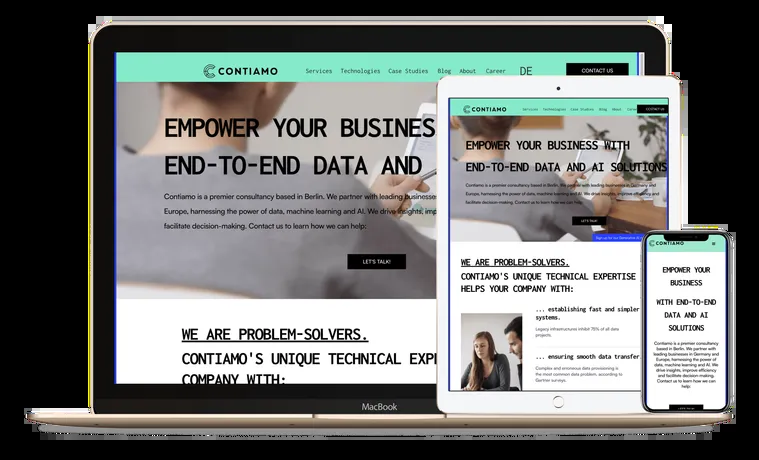 CONTIAMO
Services Technologies Case Studies Blog About Career DE CONTACT US
EMPOWER YOUR BUSINES
END-TO-END DATA AND
Contiamo is a premier consultancy based in Berlin. We partner with leading businesses
Europe, harnessing the power of data, machine learning and AI. We drive insights, imp
facilitate decision-making. Contact us to learn how we can help:
LET'S TALK!
WE ARE PROBLEM-SOLVERS.
CONTIAMO'S UNIQUE TECHNICAL EXPE
COMPANY WITH:
MacBook
CONTIAMO
Services Technologies Case Studies Blog About Career CONTACT US
EMPOWER YOUR BUSINESS WITH
END-TO-END DATA AND AI SOLUTIONS
Contiamo is a premier consultancy based in Berlin. We partner with leading businesses in Germany and
Europe, harnessing the power of data, machine learning and AI. We drive insights, improve efficiency and
facilitate decision-making. Contact us to learn how we can help:
LET'S TALK!
Sign up for our Generative AI
WE ARE PROBLEM-SOLVERS.
CONTIAMO'S UNIQUE TECHNICAL EXPERTISE
HELPS YOUR COMPANY WITH:
... establishing fast and simpler
systems.
Legacy infrastructures inhibit 76% of all data
projects.
... ensuring smooth data transfer
Complex and erroneous data provisioning is
the most common data problem, according to
Gartner surveys.
CONTIAMO
EMPOWER YOUR
BUSINESS
WITH END-TO-END
DATA AND AI
SOLUTIONS
Contiamo is a premier consultancy
based in Berlin. We partner with
leading businesses in Germany and
Europe, harnessing the power of
data, machine learning and AI. We
drive insights, improve efficiency
and facilitate decision-making.
Contact us to learn how we can
help:
LET'S TALK!